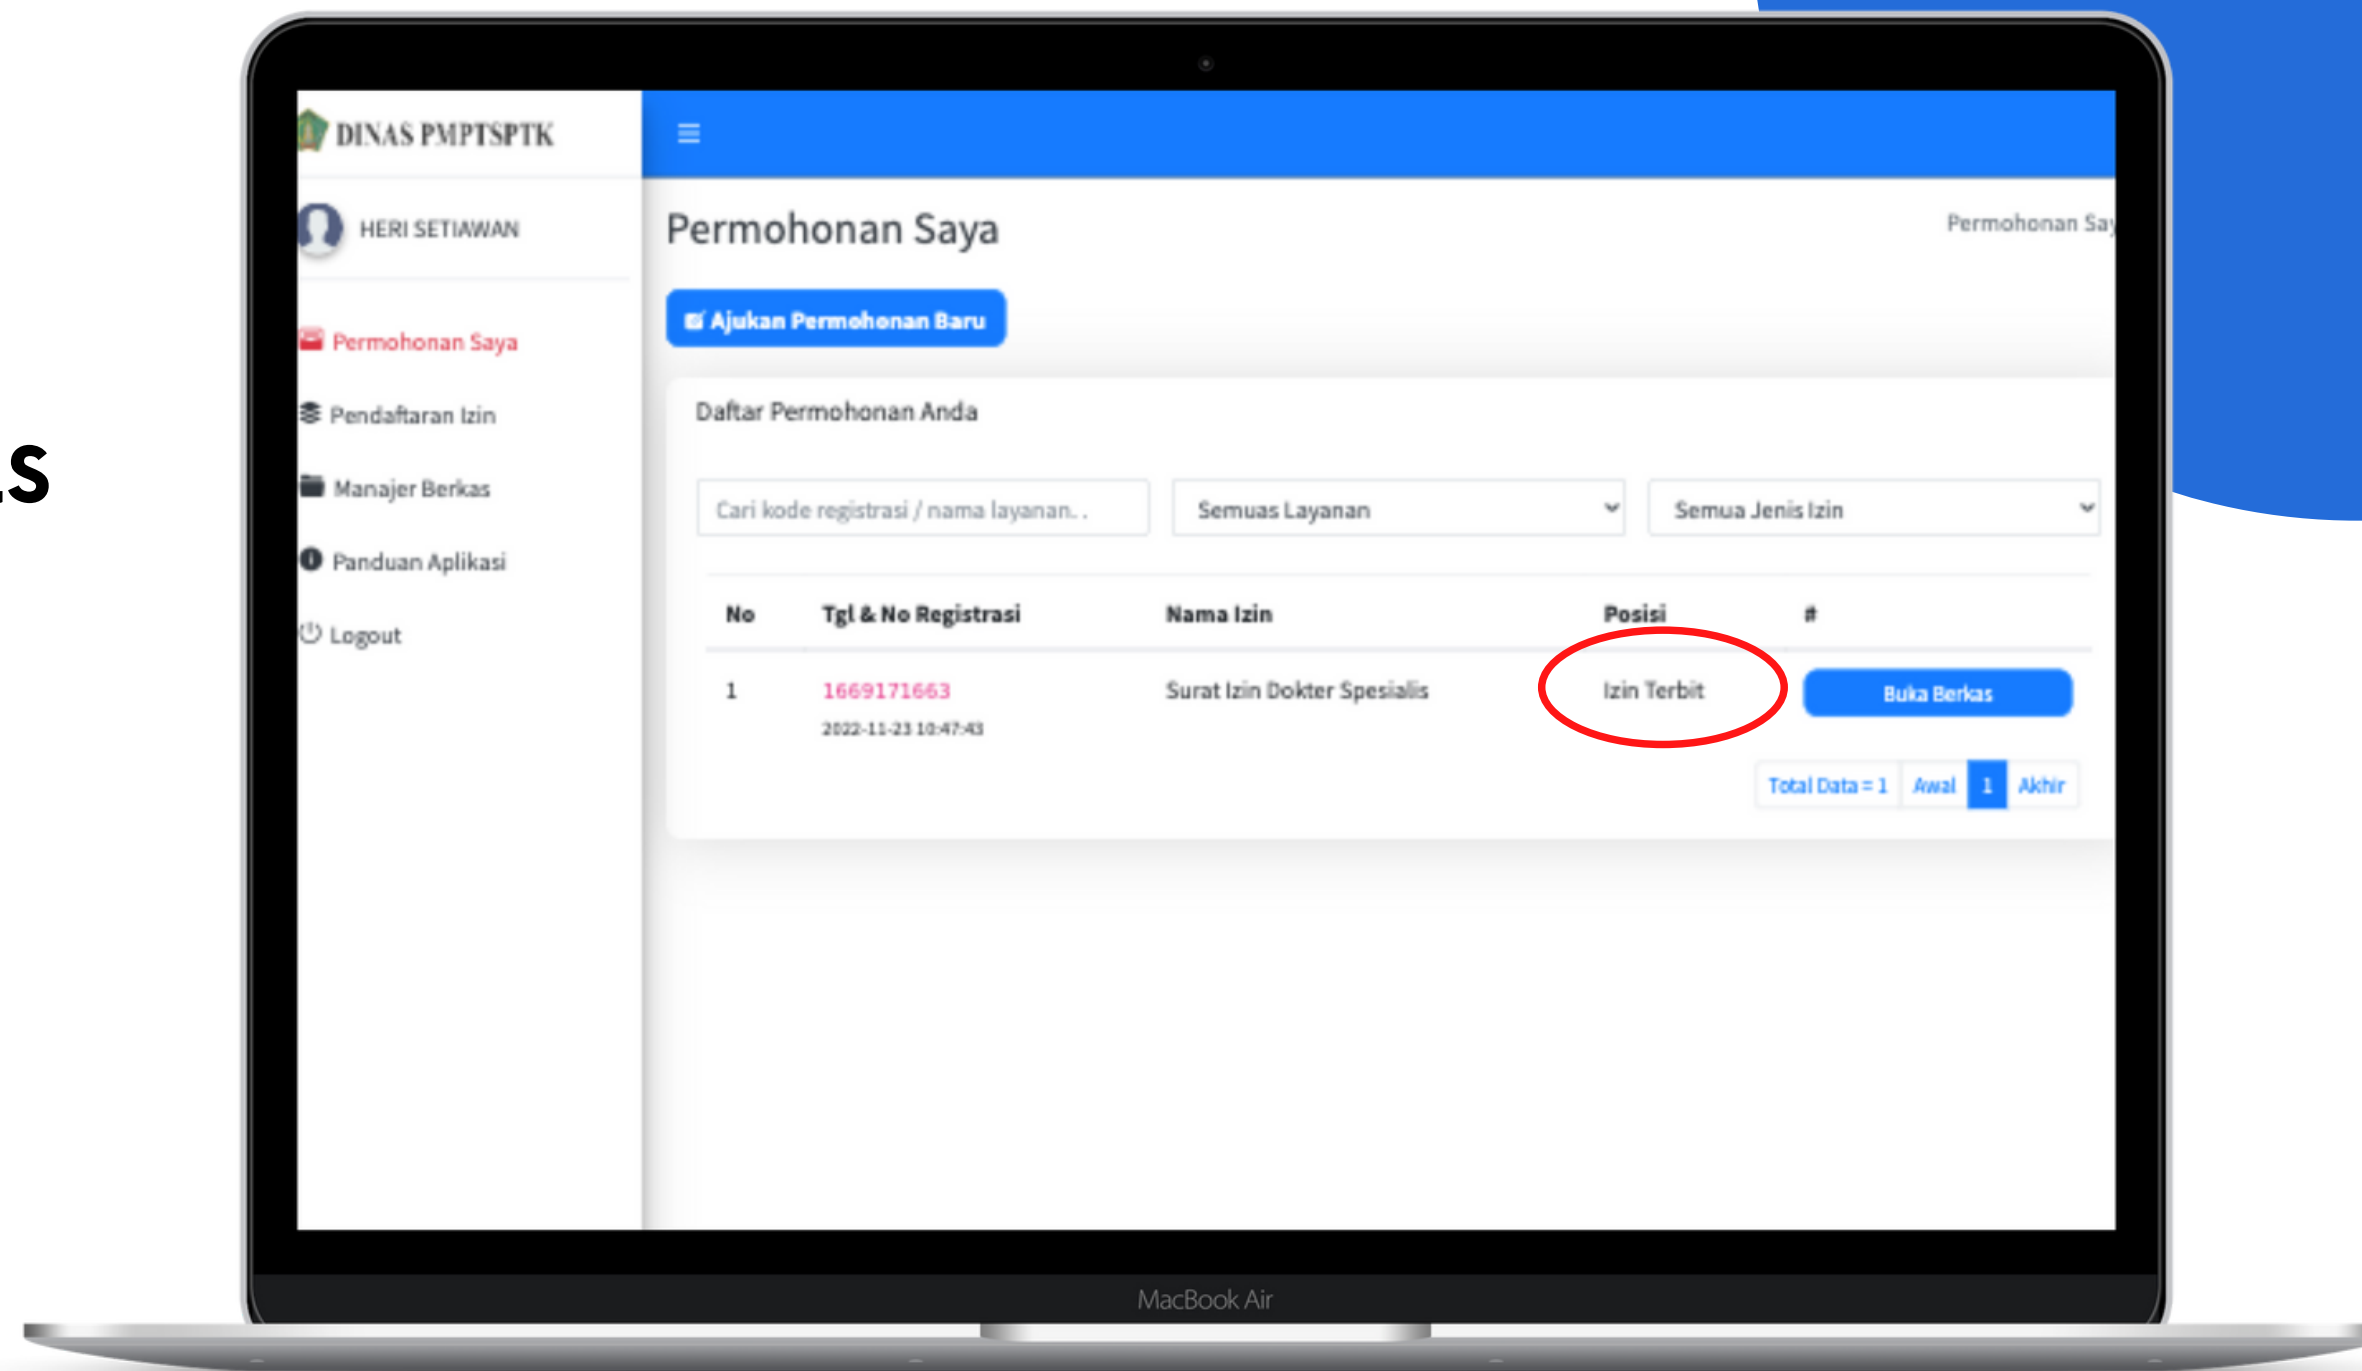 s
DINAS PMPTSPTK
HERI SETIAWAN
Permohonan Saya
Pendaftaran Izin
Manajer Berkas
Panduan Aplikasi
Logout
Permohonan Saya
Permohonan Say
Ajukan Permohonan Baru
Daftar Permohonan Anda
Cari kode registrasi / nama layanan. .
Semuas Layanan
Semua Jenis Izin
No Tgl & No Registrasi Nama Izin Posisi #
1 1669171663 Surat Izin Dokter Spesialis Izin Terbit Buka Berkas
2022-11-23 10:47:43
Total Data = 1 Awal 1 Akhir
MacBook Air